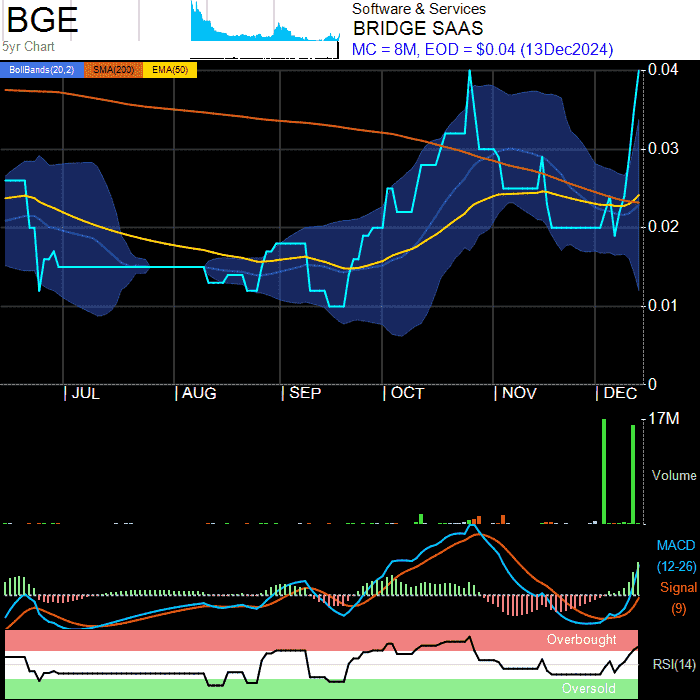 BGE
5yr Chart
Software & Services
BRIDGE SAAS
MC = 8M, EOD = $0.04 (13Dec2024)
BollBands(20,2) SMA(200) EMA(50)
0.04
0.03
0.02
0.01
0
JUL AUG SEP OCT NOV DEC
17M
Volume
MACD
(12-26)
Signal
(9)
Overbought
RSI(14)
Oversold